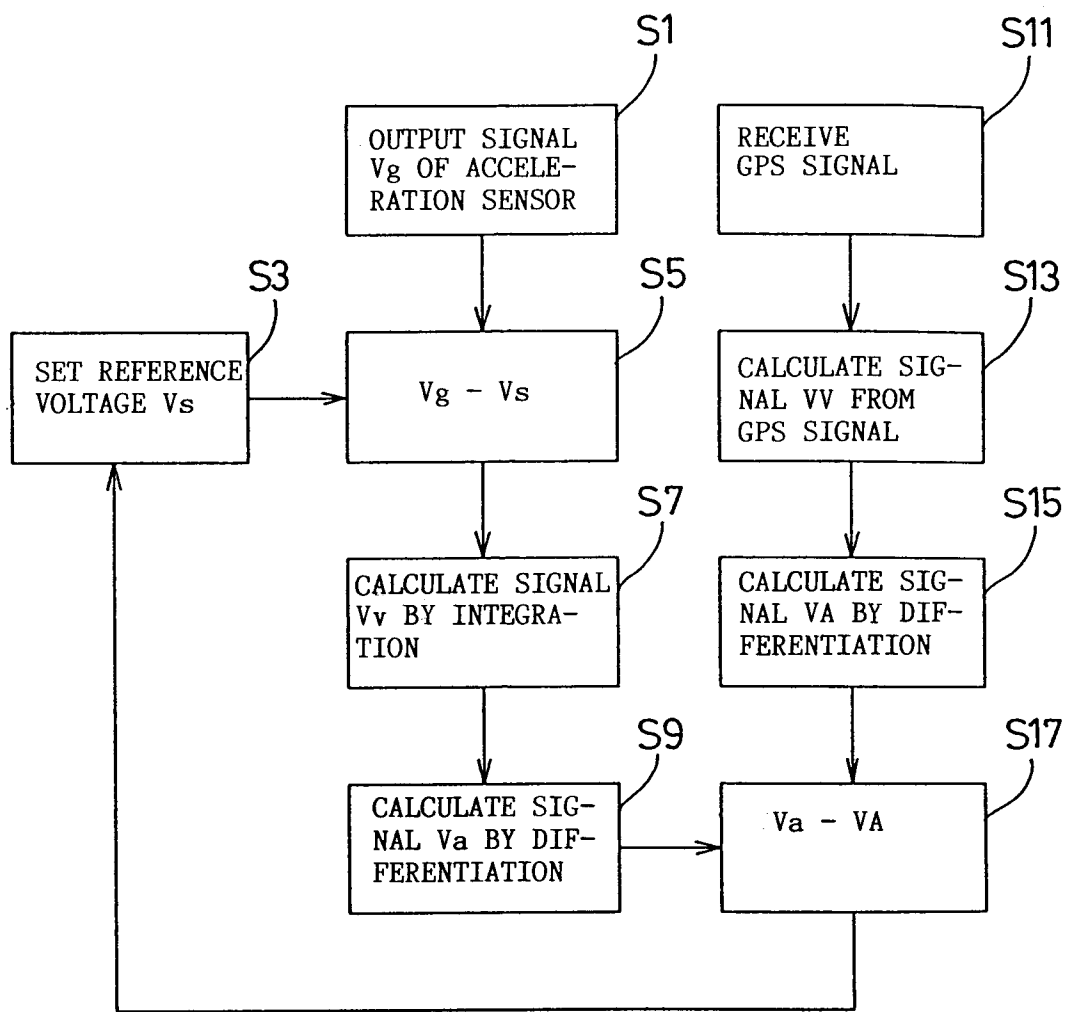 S1
S11
OUTPUT SIGNAL
Vg OF ACCELE-
RATION SENSOR
RECEIVE
GPS SIGNAL
S3
S5
S13
SET REFERENCE
VOLTAGE Vs
Vg - Vs
CALCULATE SIG-
NAL VV FROM
GPS SIGNAL
S7
S15
CALCULATE SIGNAL
Vv BY INTEGRA-
TION
CALCULATE SIG-
NAL VA BY DIF-
FERENTIATION
S9
S17
CALCULATE SIG-
NAL Va BY DIF-
FERENTIATION
Va - VA